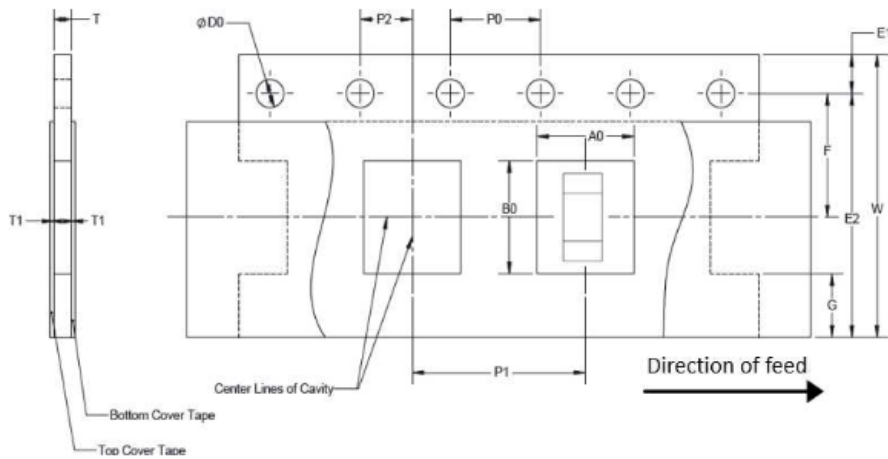 T
P2
P0
E1
ϕD0
A0
F
B0
E2
W
T1
T1
G
P1
Direction of feed
Center Lines of Cavity
Bottom Cover Tape
Top Cover Tape